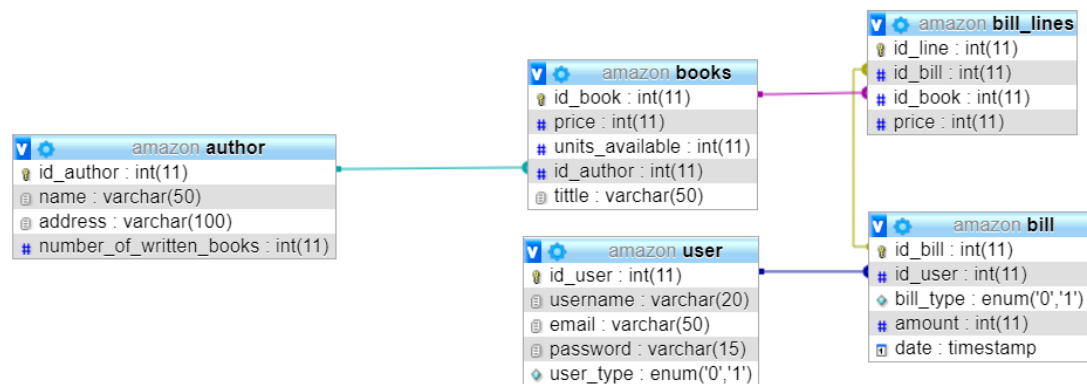 amazon author
id_author : int(11)
name : varchar(50)
address : varchar(100)
number_of_written_books : int(11)
amazon books
id_book : int(11)
price : int(11)
units_available : int(11)
id_author : int(11)
tittle : varchar(50)
amazon user
id_user : int(11)
username : varchar(20)
email : varchar(50)
password : varchar(15)
user_type : enum('0','1')
amazon bill_lines
id_line : int(11)
id_bill : int(11)
id_book : int(11)
price : int(11)
amazon bill
id_bill : int(11)
id_user : int(11)
bill_type : enum('0','1')
amount : int(11)
date : timestamp